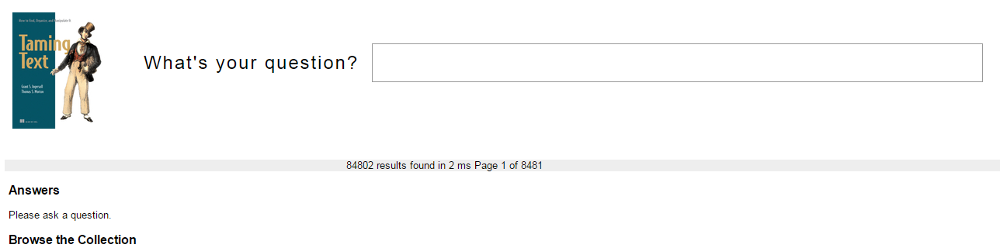 How to Find, Organize, and Manipulate It
Taming
Text
Grant S. Ingersoll
Thomas S. Morton
MANNING
What's your question?
84802 results found in 2 ms Page 1 of 8481
Answers
Please ask a question.
Browse the Collection